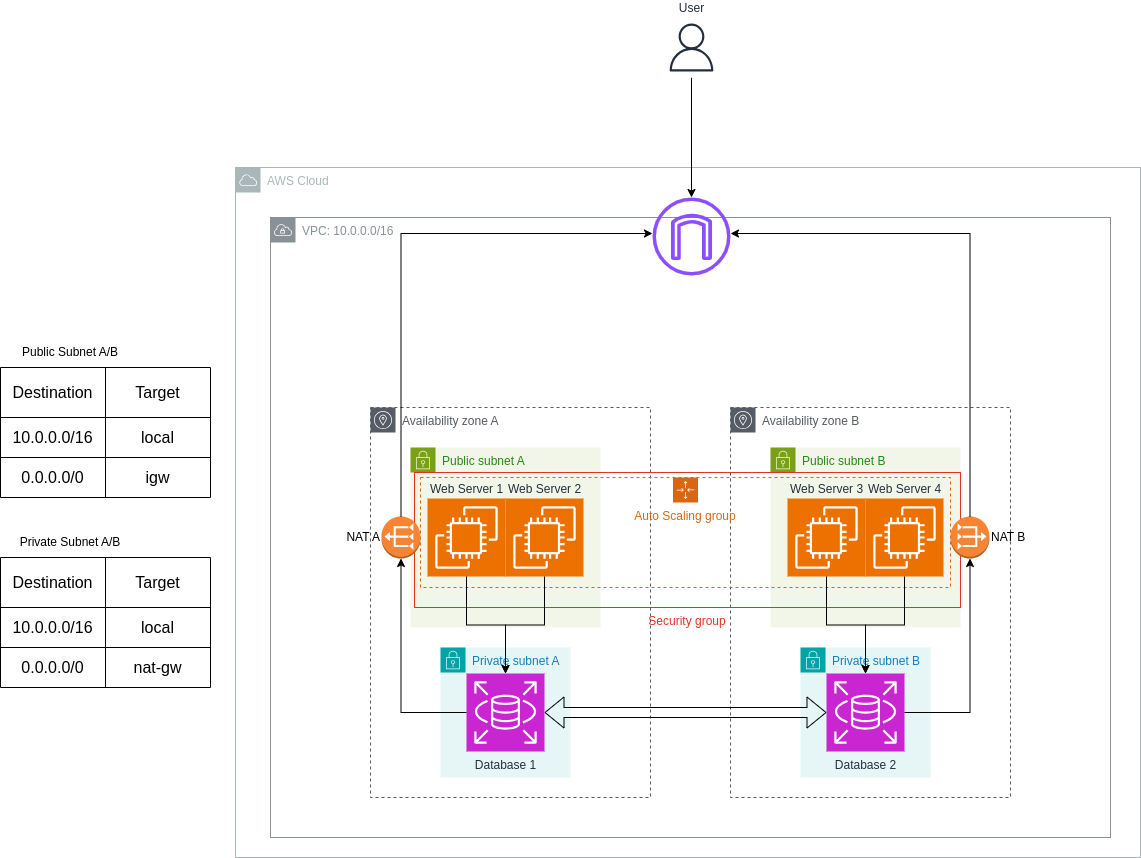 User
AWS Cloud
VPC: 10.0.0.0/16
Public Subnet A/B
Destination Target
10.0.0.0/16 local
0.0.0.0/0 igw
Private Subnet A/B
Destination Target
10.0.0.0/16 local
0.0.0.0/0 nat-gw
Availability zone A
Availability zone B
Public subnet A
Public subnet B
Web Server 1 Web Server 2
Web Server 3 Web Server 4
Auto Scaling group
NAT A
NAT B
Security group
Private subnet A
Private subnet B
Database 1
Database 2